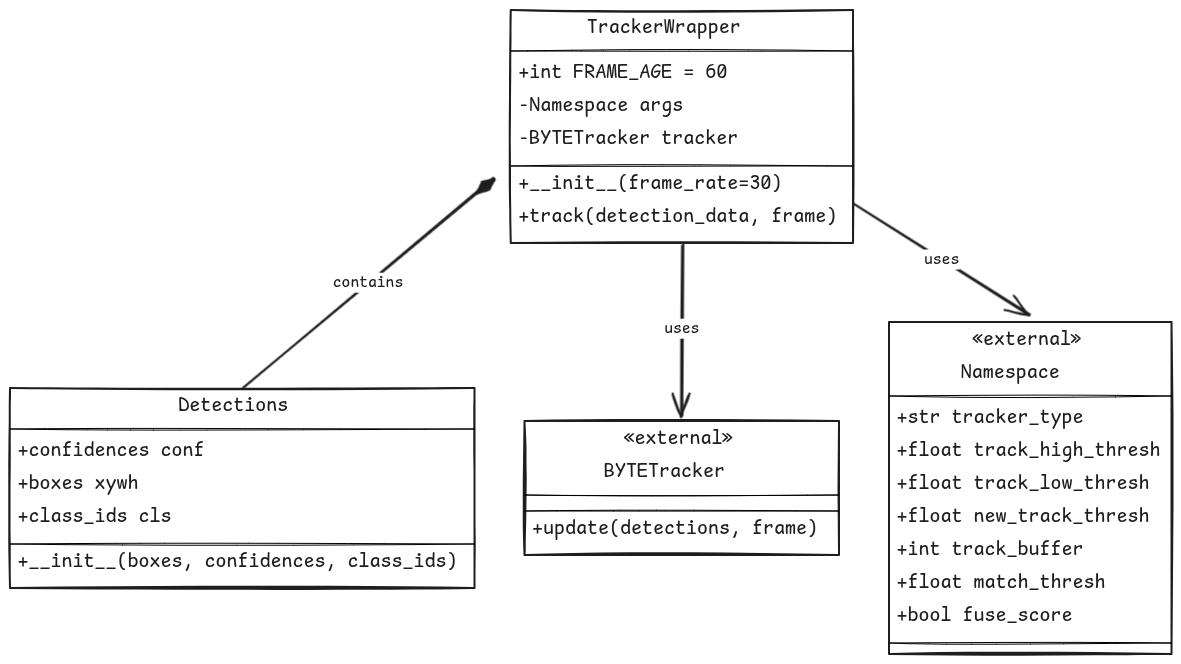 TrackerWrapper
+int FRAME_AGE = 60
-Namespace args
-BYTETracker tracker
+__init__(frame_rate=30)
+track(detection_data, frame)
contains
uses
uses
Detections
+confidences conf
+boxes xywh
+class_ids cls
+__init__(boxes, confidences, class_ids)
«external»
BYTETracker
+update(detections, frame)
«external»
Namespace
+str tracker_type
+float track_high_thresh
+float track_low_thresh
+float new_track_thresh
+int track_buffer
+float match_thresh
+bool fuse_score